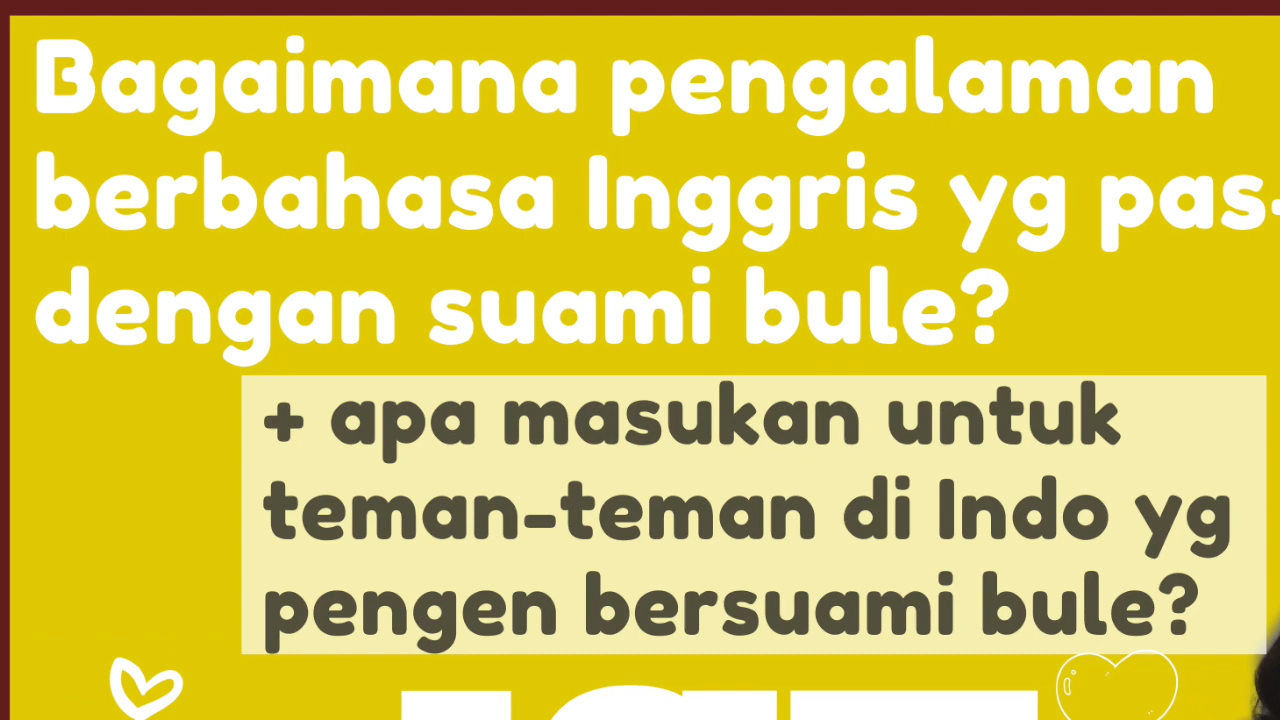 Bagaimana pengalaman
berbahasa Inggris yg pas-
dengan suami bule?
+ apa masukan untuk
teman-teman di Indo yg
pengen bersuami bule?